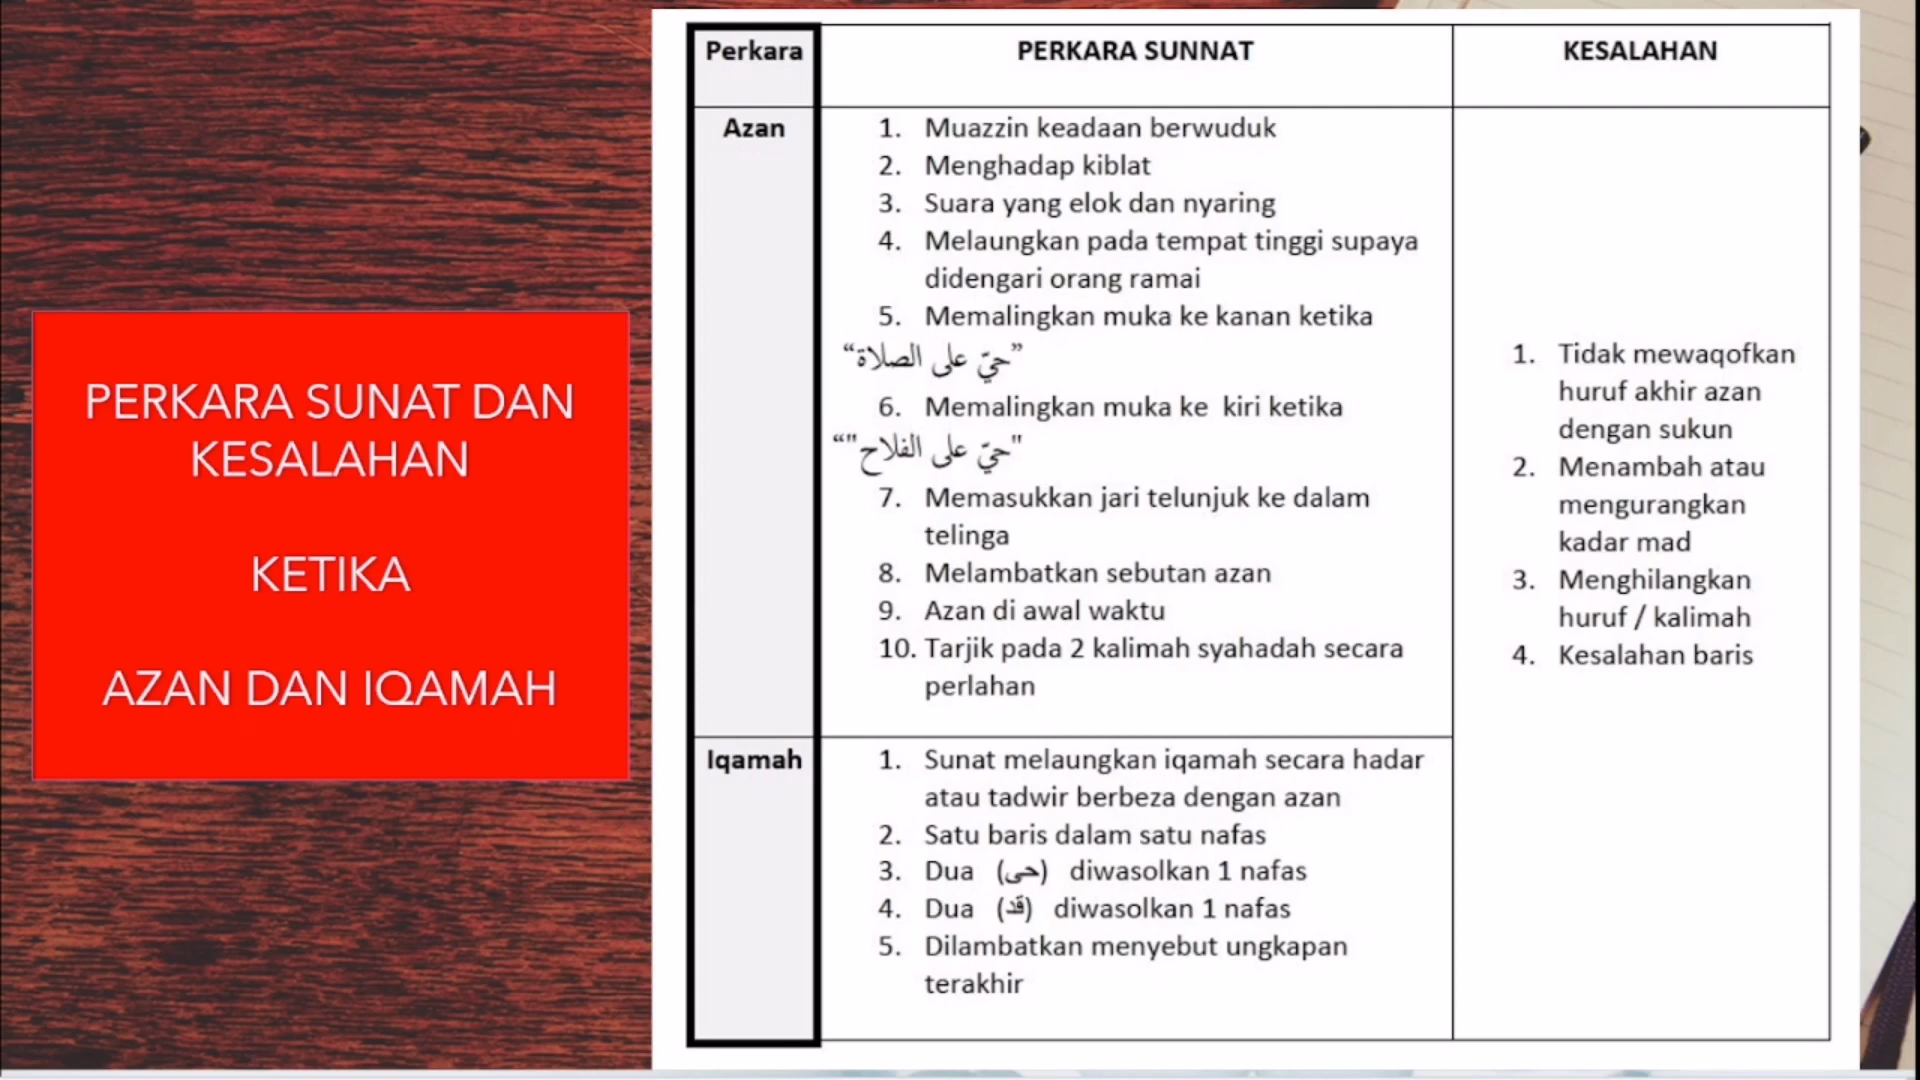 PERKARA SUNAT DAN
KESALAHAN
KETIKA
AZAN DAN IQAMAH
Perkara
PERKARA SUNNAT
KESALAHAN
Azan
1. Muazzin keadaan berwuduk
2. Menghadap kiblat
3. Suara yang elok dan nyaring
4. Melaungkan pada tempat tinggi supaya
didengari orang ramai
5. Memalingkan muka ke kanan ketika
“حيّ على الصلاة”
6. Memalingkan muka ke kiri ketika
"حيّ على الفلاح"“
7. Memasukkan jari telunjuk ke dalam
telinga
8. Melambatkan sebutan azan
9. Azan di awal waktu
10. Tarjik pada 2 kalimah syahadah secara
perlahan
1. Tidak mewaqofkan
huruf akhir azan
dengan sukun
2. Menambah atau
mengurangkan
kadar mad
3. Menghilangkan
huruf / kalimah
4. Kesalahan baris
Iqamah
1. Sunat melaungkan iqamah secara hadar
atau tadwir berbeza dengan azan
2. Satu baris dalam satu nafas
3. Dua (حى) diwasolkan 1 nafas
4. Dua (قد) diwasolkan 1 nafas
5. Dilambatkan menyebut ungkapan
terakhir